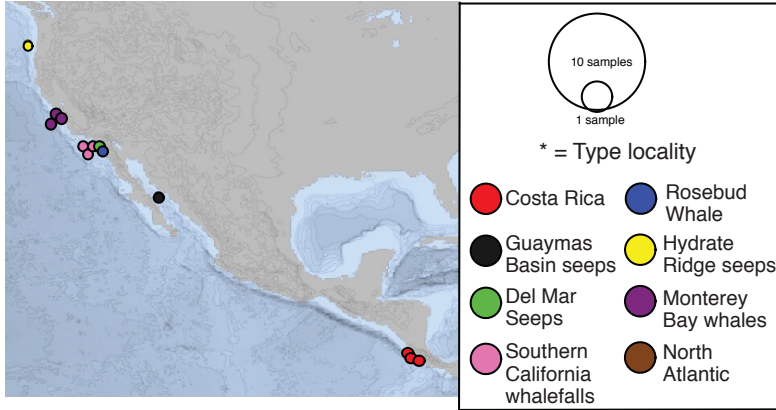 10 samples
1 sample
* = Type locality
Costa Rica
Rosebud
Whale
Guaymas
Basin seeps
Hydrate
Ridge seeps
Del Mar
Seeps
Monterey
Bay whales
Southern
California
whalefalls
North
Atlantic